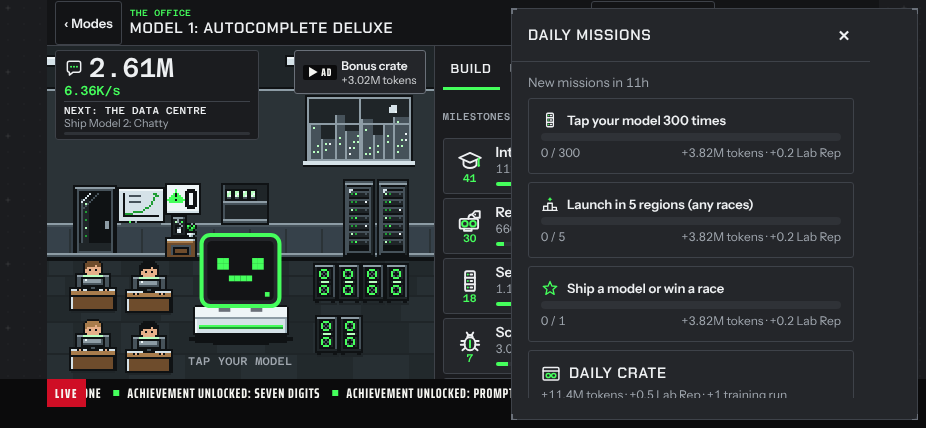 ‹ Modes
THE OFFICE
MODEL 1: AUTOCOMPLETE DELUXE
2.61M
6.36K/s
NEXT: THE DATA CENTRE
Ship Model 2: Chatty
AD
Bonus crate
+3.02M tokens
TAP YOUR MODEL
BUILD
MILESTONES
41
30
18
7
DAILY MISSIONS
×
New missions in 11h
Tap your model 300 times
0 / 300
+3.82M tokens · +0.2 Lab Rep
Launch in 5 regions (any races)
0 / 5
+3.82M tokens · +0.2 Lab Rep
Ship a model or win a race
0 / 1
+3.82M tokens · +0.2 Lab Rep
DAILY CRATE
+11.4M tokens · +0.5 Lab Rep · +1 training run
LIVE
ACHIEVEMENT UNLOCKED: SEVEN DIGITS
ACHIEVEMENT UNLOCKED: PROMPT